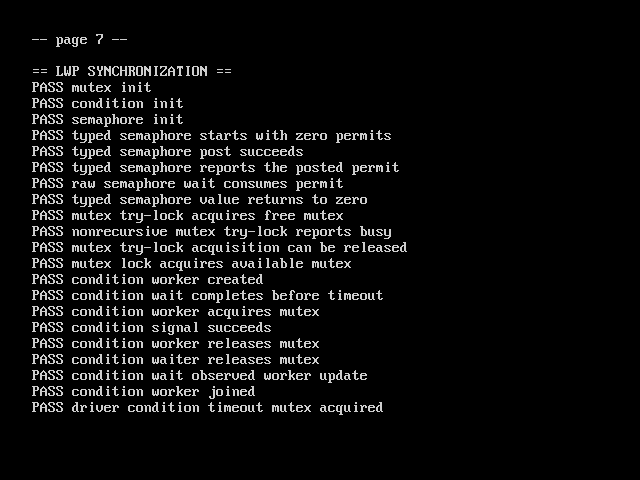 -- page 7 --
== LWP SYNCHRONIZATION ==
PASS mutex init
PASS condition init
PASS semaphore init
PASS typed semaphore starts with zero permits
PASS typed semaphore post succeeds
PASS typed semaphore reports the posted permit
PASS raw semaphore wait consumes permit
PASS typed semaphore value returns to zero
PASS mutex try-lock acquires free mutex
PASS nonrecursive mutex try-lock reports busy
PASS mutex try-lock acquisition can be released
PASS mutex lock acquires available mutex
PASS condition worker created
PASS condition wait completes before timeout
PASS condition worker acquires mutex
PASS condition signal succeeds
PASS condition worker releases mutex
PASS condition waiter releases mutex
PASS condition wait observed worker update
PASS condition worker joined
PASS driver condition timeout mutex acquired